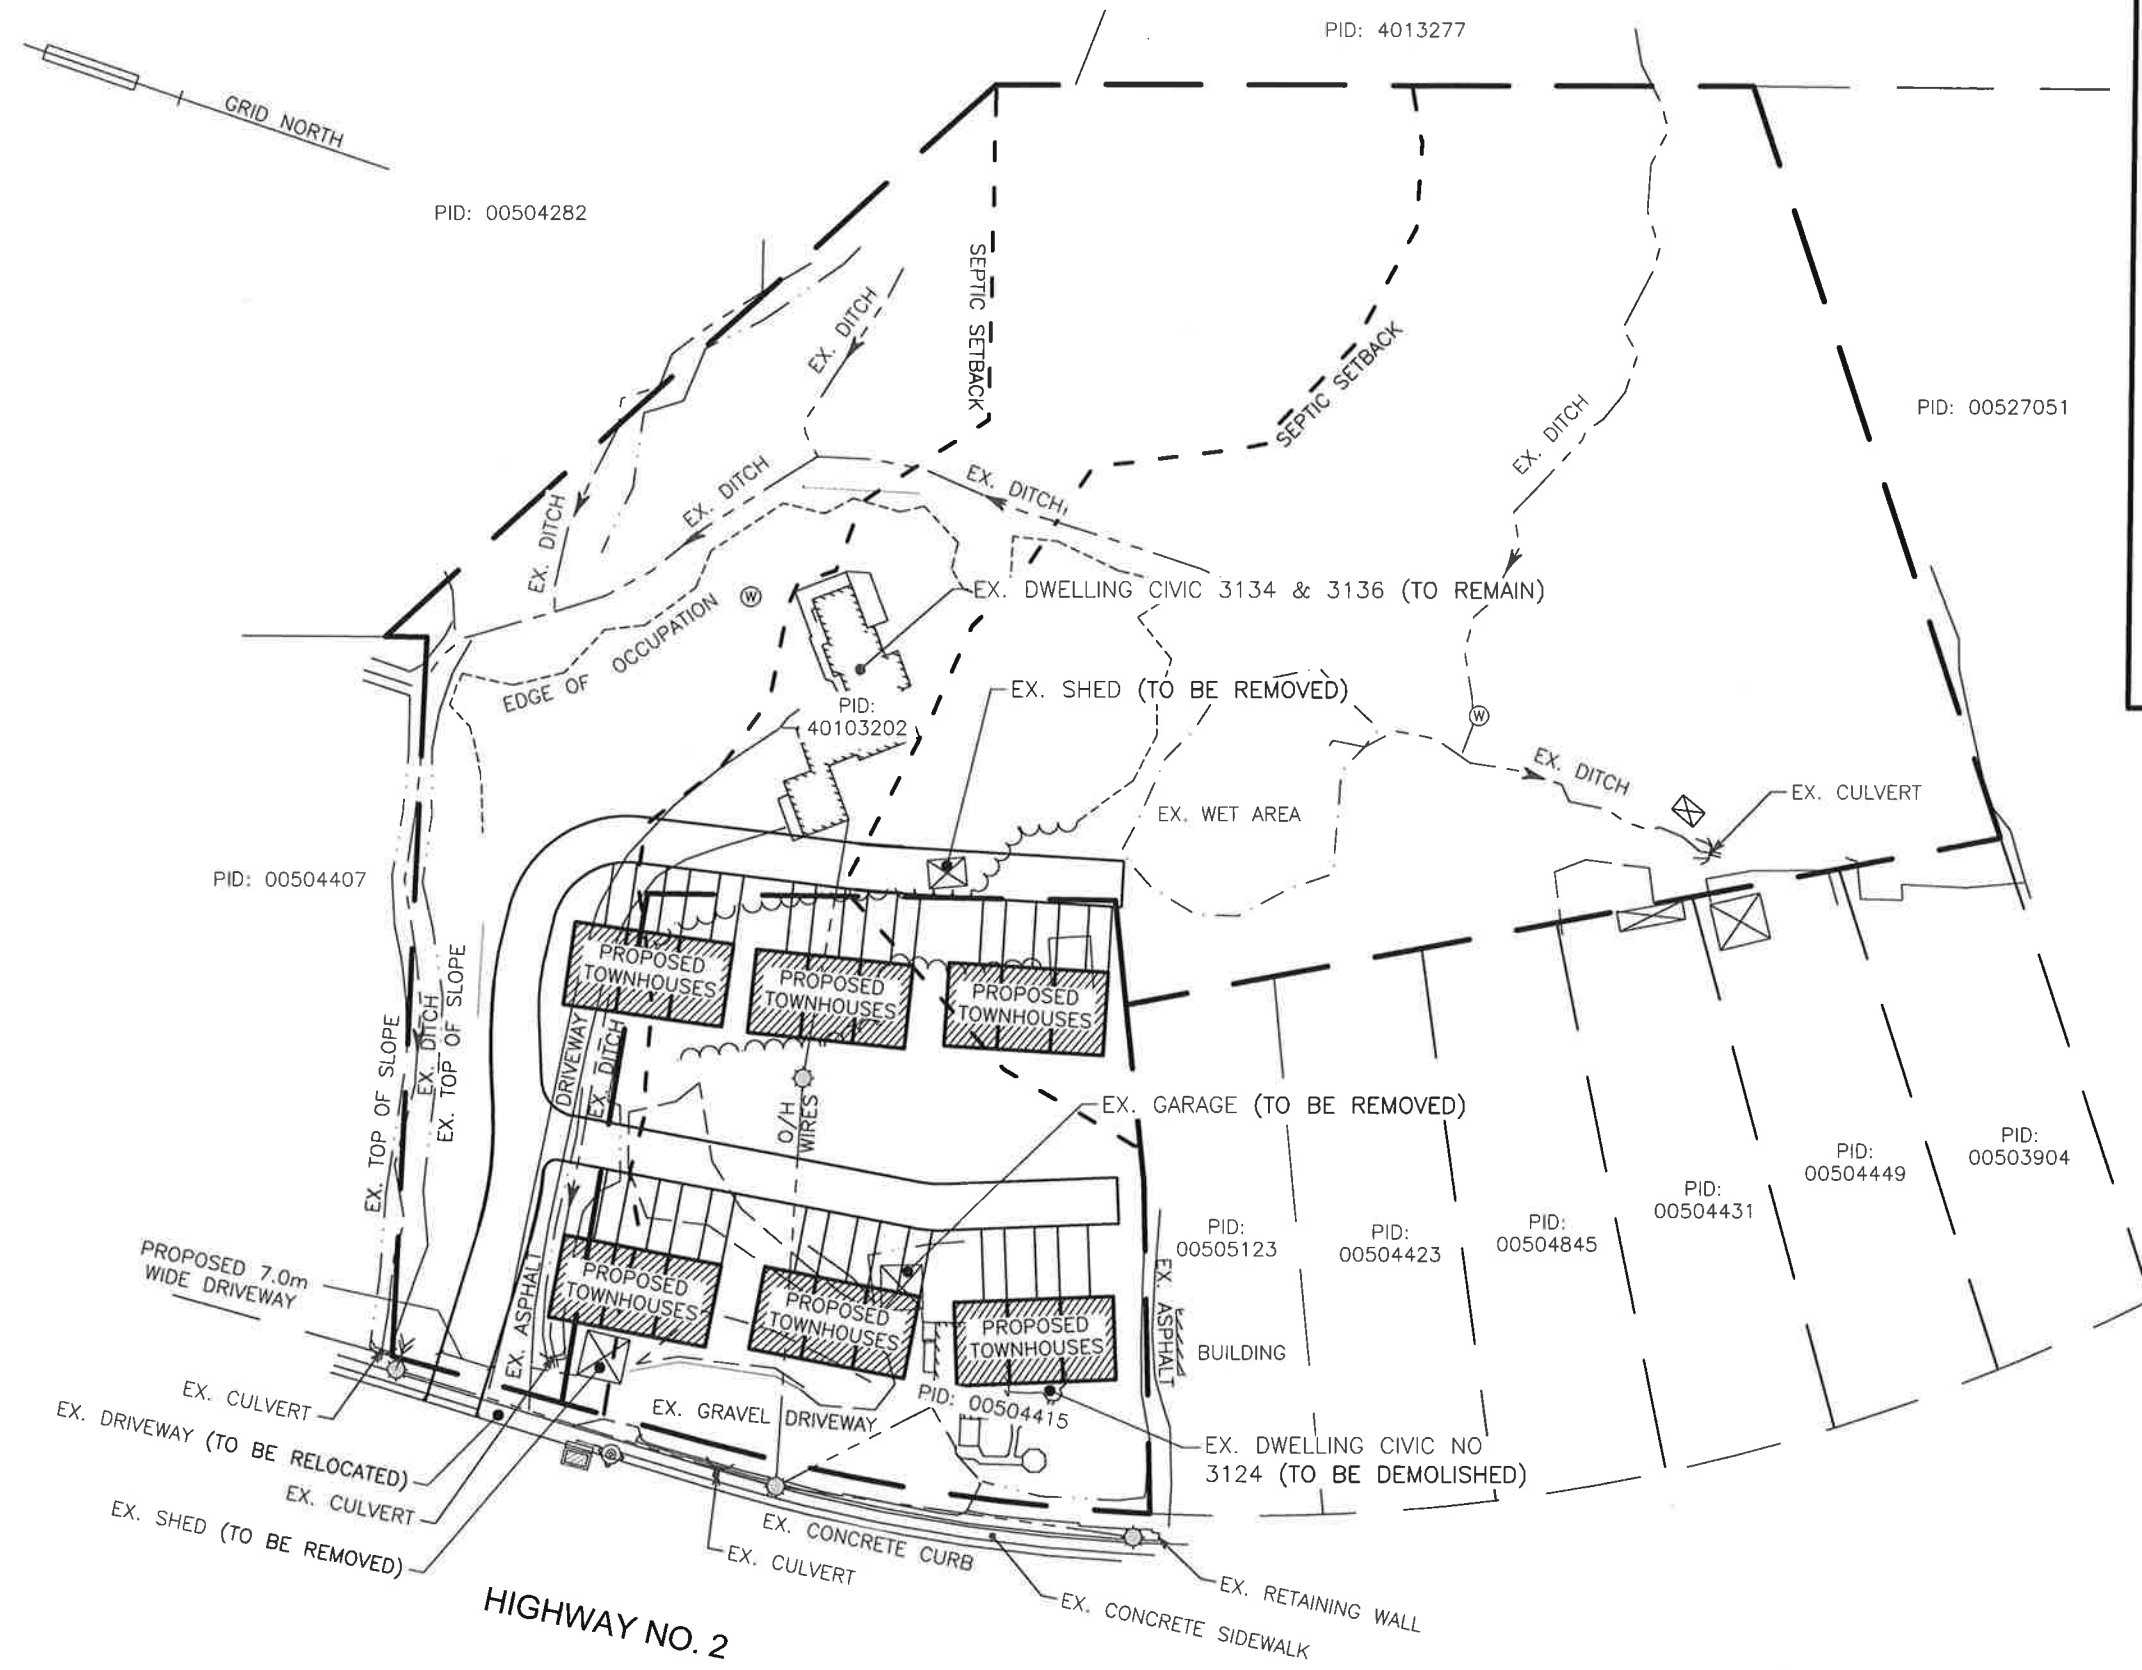 PID: 4013277
GRID NORTH
PID: 00504282
SEPTIC SETBACK
EX. DITCH
SEPTIC SETBACK
EX. DITCH
PID: 00527051
EX. DITCH
EX. DITCH
EX. DITCH
EDGE OF OCCUPATION
W
EX. DWELLING CIVIC 3134 & 3136 (TO REMAIN)
EX. SHED (TO BE REMOVED)
PID:
40103202
W
EX. DITCH
EX. CULVERT
EX. WET AREA
PID: 00504407
PROPOSED
TOWNHOUSES
PROPOSED
TOWNHOUSES
PROPOSED
TOWNHOUSES
EX. TOP OF SLOPE
EX. DITCH
EX. TOP OF SLOPE
DRIVEWAY
EX. DITCH
O/H
WIRES
EX. GARAGE (TO BE REMOVED)
PID:
00505123
PID:
00504423
PID:
00504845
PID:
00504431
PID:
00504449
PID:
00503904
PROPOSED 7.0m
WIDE DRIVEWAY
EX. ASPHALT
PROPOSED
TOWNHOUSES
PROPOSED
TOWNHOUSES
PROPOSED
TOWNHOUSES
EX. ASPHALT
BUILDING
PID: 00504415
EX. GRAVEL DRIVEWAY
EX. CULVERT
EX. DRIVEWAY (TO BE RELOCATED)
EX. CULVERT
EX. SHED (TO BE REMOVED)
EX. DWELLING CIVIC NO
3124 (TO BE DEMOLISHED)
EX. CONCRETE CURB
EX. CULVERT
EX. RETAINING WALL
EX. CONCRETE SIDEWALK
HIGHWAY NO. 2